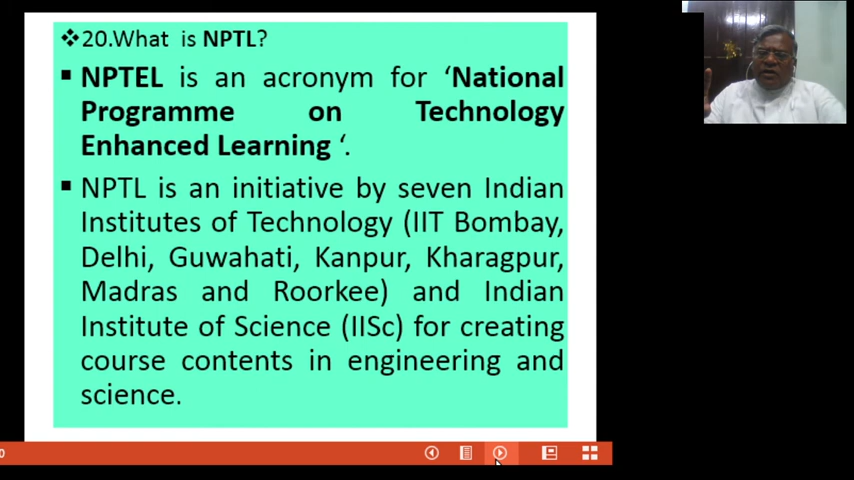 ❖20.What is NPTL?
▪ NPTEL is an acronym for ‘National
Programme on Technology
Enhanced Learning ‘.
▪ NPTL is an initiative by seven Indian
Institutes of Technology (IIT Bombay,
Delhi, Guwahati, Kanpur, Kharagpur,
Madras and Roorkee) and Indian
Institute of Science (IISc) for creating
course contents in engineering and
science.
0